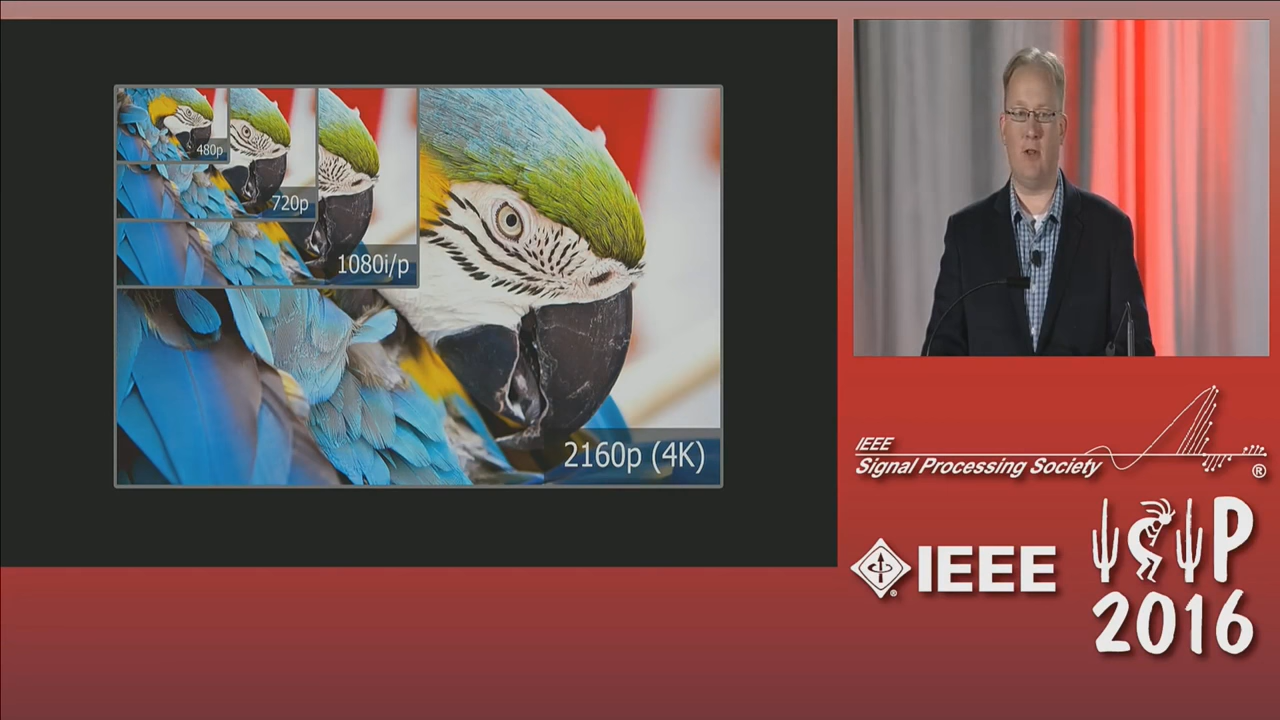 480p
720p
1080i/p
2160p (4K)
IEEE
Signal Processing Society
®
IEEE
®
ICIP
2016